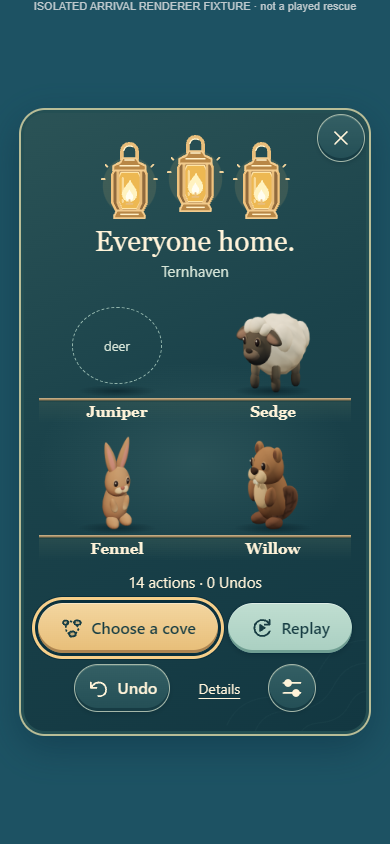 ISOLATED ARRIVAL RENDERER FIXTURE · not a played rescue
Everyone home.
Ternhaven
deer
Juniper
Sedge
Fennel
Willow
14 actions · 0 Undos
Choose a cove
Replay
Undo
Details